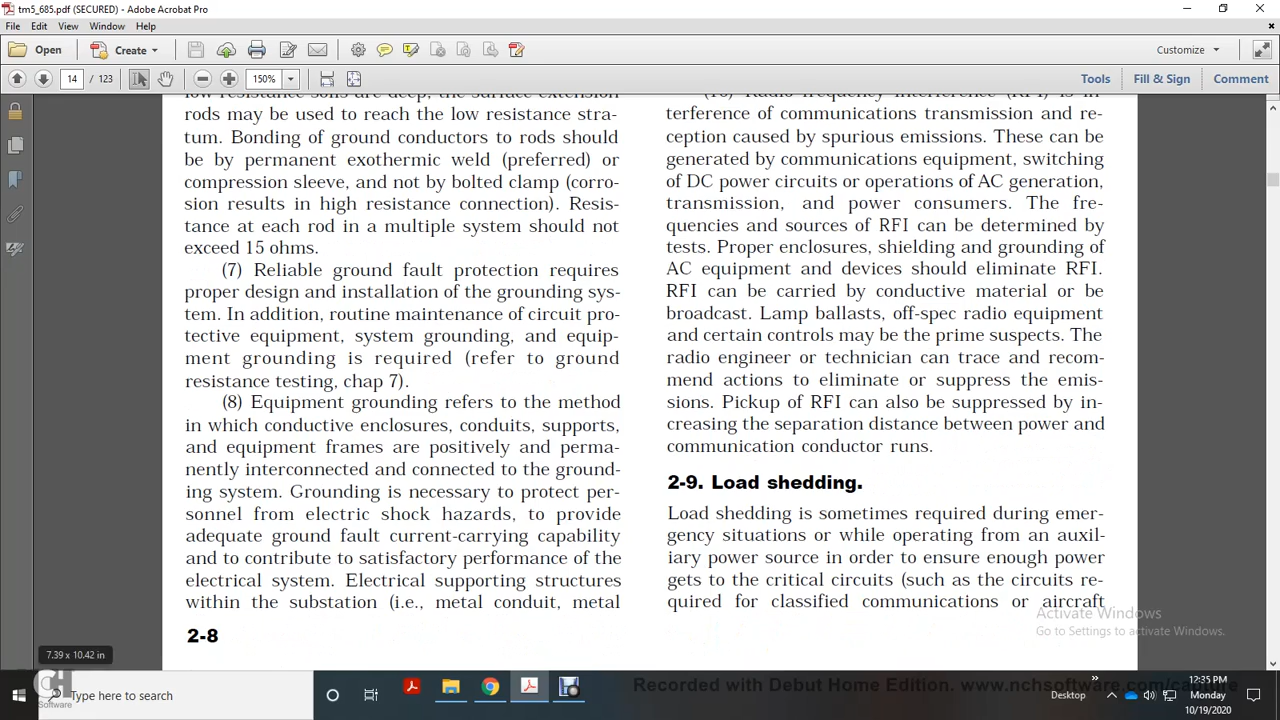 tm5_685.pdf (SECURED) - Adobe Acrobat Pro
File Edit View Window Help
Open Create Customize
14 / 123 150% Tools Fill & Sign Comment
low resistance soils are deep, the surface extension
rods may be used to reach the low resistance stra-
tum. Bonding of ground conductors to rods should
be by permanent exothermic weld (preferred) or
compression sleeve, and not by bolted clamp (corro-
sion results in high resistance connection). Resis-
tance at each rod in a multiple system should not
exceed 15 ohms.
(7) Reliable ground fault protection requires
proper design and installation of the grounding sys-
tem. In addition, routine maintenance of circuit pro-
tective equipment, system grounding, and equip-
ment grounding is required (refer to ground
resistance testing, chap 7).
(8) Equipment grounding refers to the method
in which conductive enclosures, conduits, supports,
and equipment frames are positively and perma-
nently interconnected and connected to the ground-
ing system. Grounding is necessary to protect per-
sonnel from electric shock hazards, to provide
adequate ground fault current-carrying capability
and to contribute to satisfactory performance of the
electrical system. Electrical supporting structures
within the substation (i.e., metal conduit, metal
2-8
(10) Radio frequency interference (RFI) is in-
terference of communications transmission and re-
ception caused by spurious emissions. These can be
generated by communications equipment, switching
of DC power circuits or operations of AC generation,
transmission, and power consumers. The fre-
quencies and sources of RFI can be determined by
tests. Proper enclosures, shielding and grounding of
AC equipment and devices should eliminate RFI.
RFI can be carried by conductive material or be
broadcast. Lamp ballasts, off-spec radio equipment
and certain controls may be the prime suspects. The
radio engineer or technician can trace and recom-
mend actions to eliminate or suppress the emis-
sions. Pickup of RFI can also be suppressed by in-
creasing the separation distance between power and
communication conductor runs.
2-9. Load shedding.
Load shedding is sometimes required during emer-
gency situations or while operating from an auxil-
iary power source in order to ensure enough power
gets to the critical circuits (such as the circuits re-
quired for classified communications or aircraft
Activate Windows
Go to Settings to activate Windows.
7.39 x 10.42 in
Type here to search
Software
Recorded with Debut Home Edition. www.nchsoftware.com/capture
Desktop
12:35 PM
Monday
10/19/2020